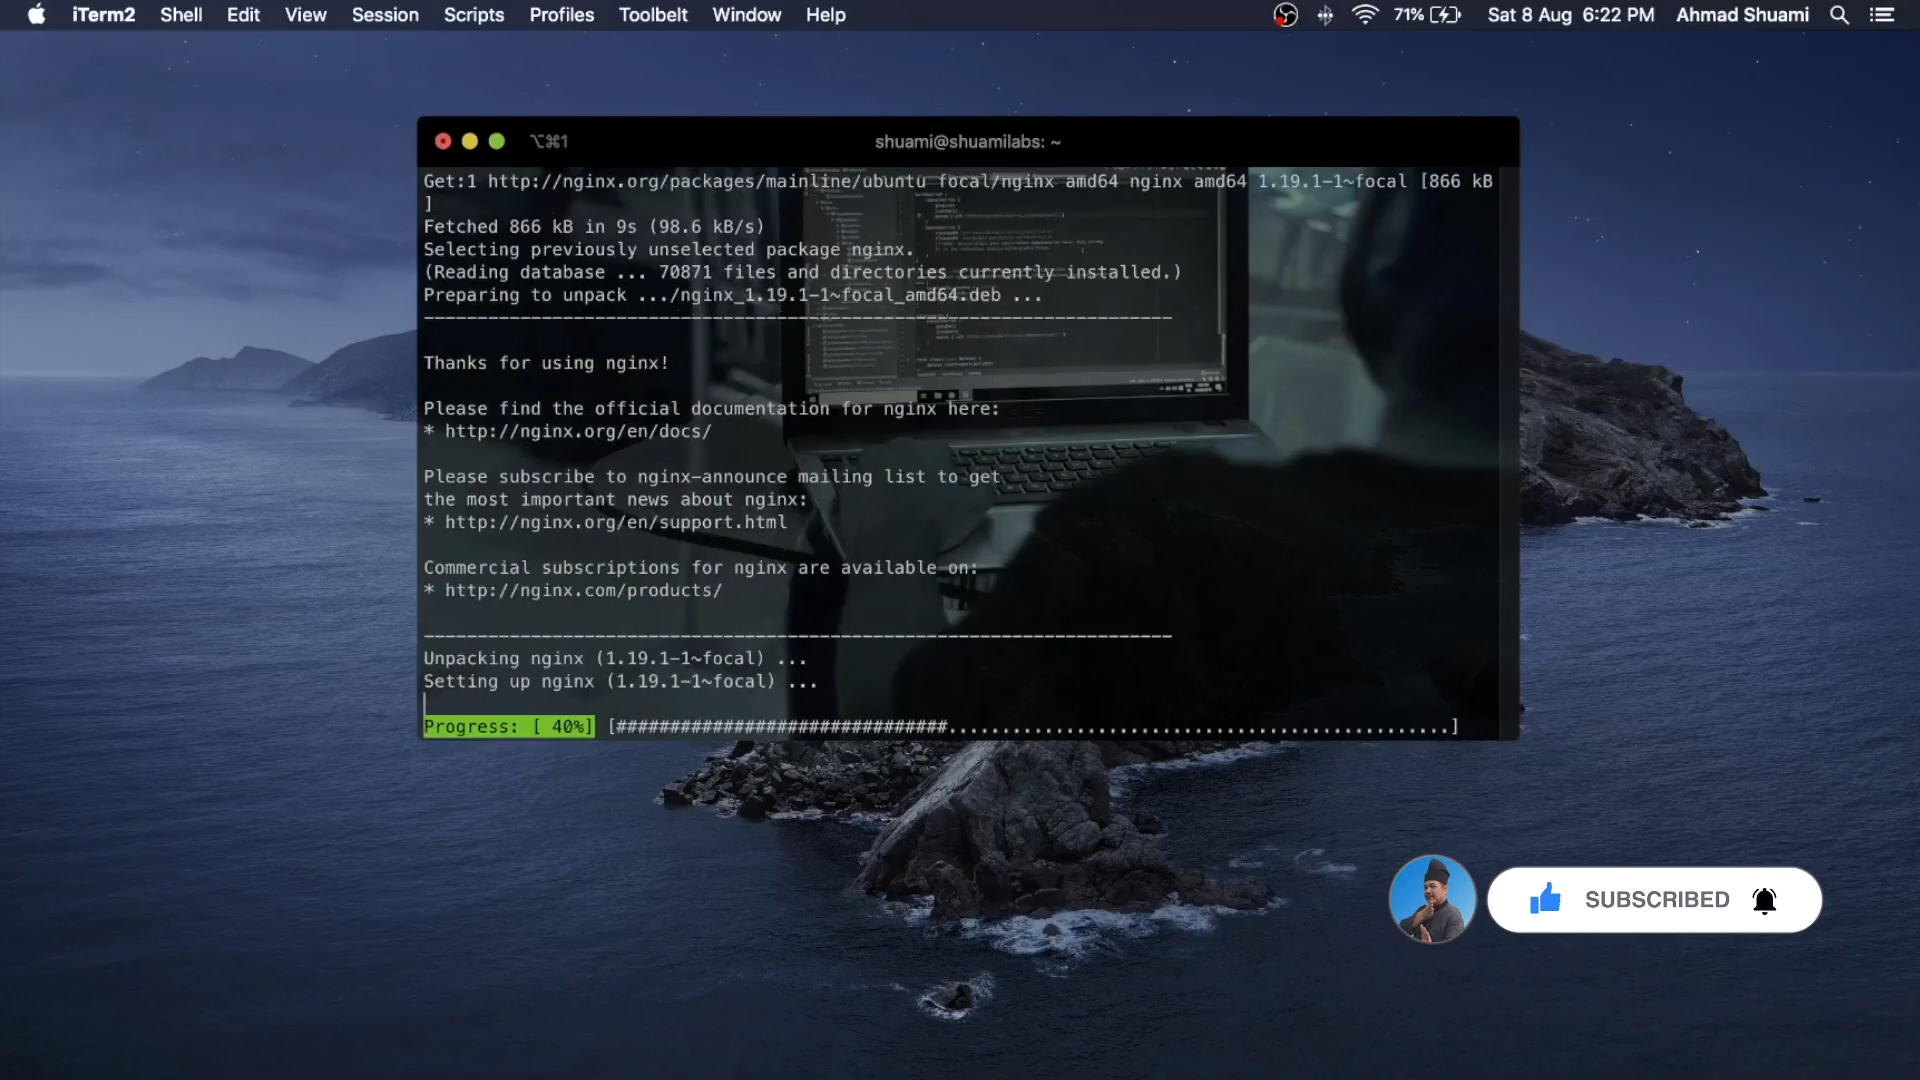 iTerm2 Shell Edit View Session Scripts Profiles Toolbelt Window Help 71% Sat 8 Aug 6:22 PM Ahmad Shuami
⌥⌘1 shuami@shuamilabs: ~
Get:1 http://nginx.org/packages/mainline/ubuntu focal/nginx amd64 nginx amd64 1.19.1-1~focal [866 kB
]
Fetched 866 kB in 9s (98.6 kB/s)
Selecting previously unselected package nginx.
(Reading database ... 70871 files and directories currently installed.)
Preparing to unpack .../nginx_1.19.1-1~focal_amd64.deb ...
----------------------------------------------------------------------
Thanks for using nginx!
Please find the official documentation for nginx here:
* http://nginx.org/en/docs/
Please subscribe to nginx-announce mailing list to get
the most important news about nginx:
* http://nginx.org/en/support.html
Commercial subscriptions for nginx are available on:
* http://nginx.com/products/
----------------------------------------------------------------------
Unpacking nginx (1.19.1-1~focal) ...
Setting up nginx (1.19.1-1~focal) ...
Progress: [ 40%] [###############################...............................................]
SUBSCRIBED